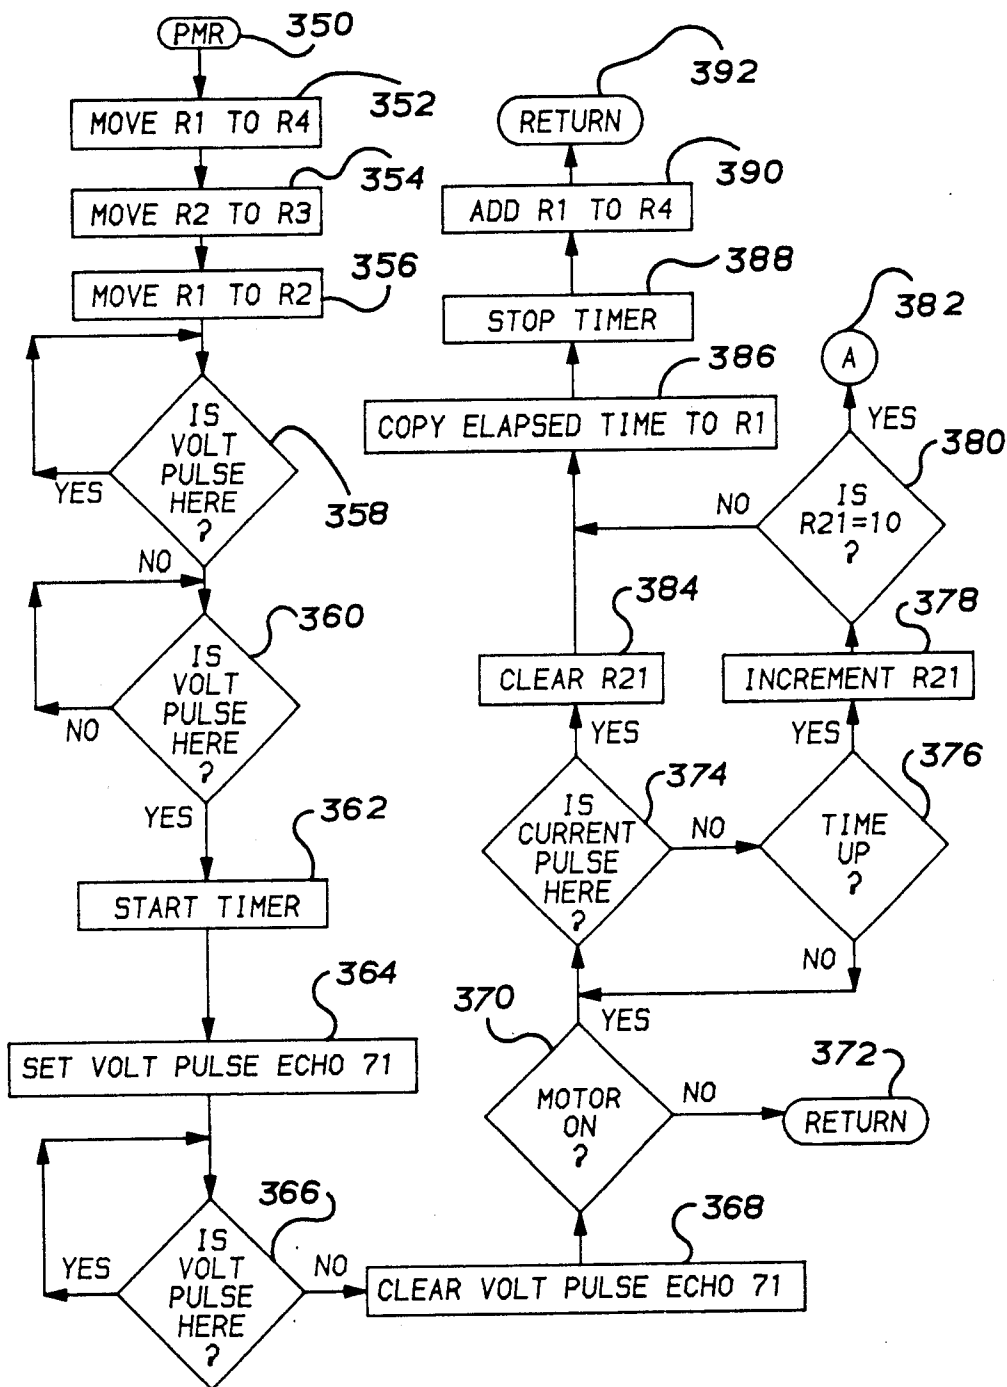 PMR
350
MOVE R1 TO R4
352
MOVE R2 TO R3
354
MOVE R1 TO R2
356
IS
VOLT
PULSE
HERE
?
358
YES
NO
IS
VOLT
PULSE
HERE
?
360
NO
YES
START TIMER
362
SET VOLT PULSE ECHO 71
364
IS
VOLT
PULSE
HERE
?
366
YES
NO
CLEAR VOLT PULSE ECHO 71
368
MOTOR
ON
?
370
NO
RETURN
372
YES
IS
CURRENT
PULSE
HERE
?
374
NO
TIME
UP
?
376
NO
YES
INCREMENT R21
378
IS
R21=10
?
380
YES
A
382
NO
YES
CLEAR R21
384
COPY ELAPSED TIME TO R1
386
STOP TIMER
388
ADD R1 TO R4
390
RETURN
392